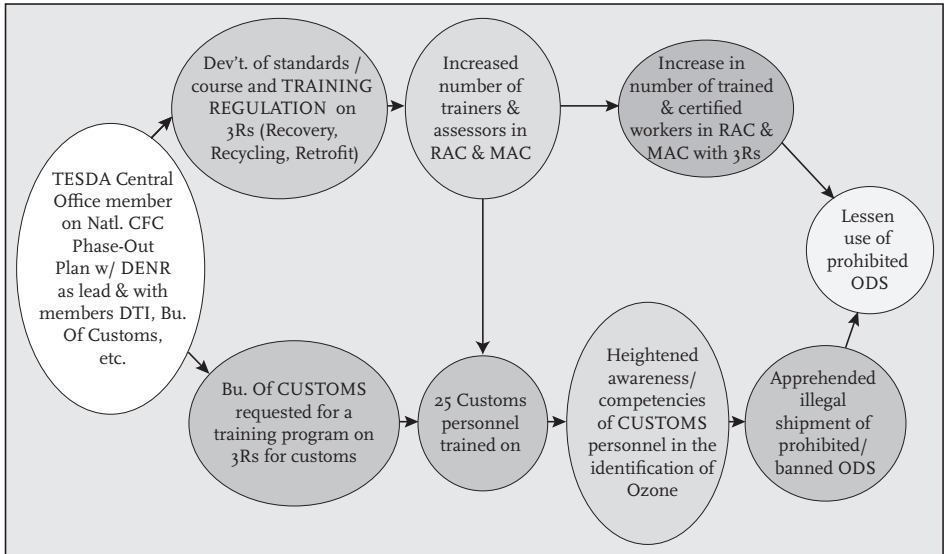 TESDA Central
Office member
on Natl. CFC
Phase-Out
Plan w/ DENR
as lead & with
members DTI, Bu.
Of Customs,
etc.
Dev't. of standards /
course and TRAINING
REGULATION on
3Rs (Recovery,
Recycling, Retrofit)
Increased
number of
trainers &
assessors in
RAC & MAC
Increase in
number of trained
& certified
workers in RAC &
MAC with 3Rs
Lessen
use of
prohibited
ODS
Bu. Of CUSTOMS
requested for a
training program on
3Rs for customs
25 Customs
personnel
trained on
Heightened
awareness/
competencies
of CUSTOMS
personnel in the
identification of
Ozone
Apprehended
illegal
shipment of
prohibited/
banned ODS